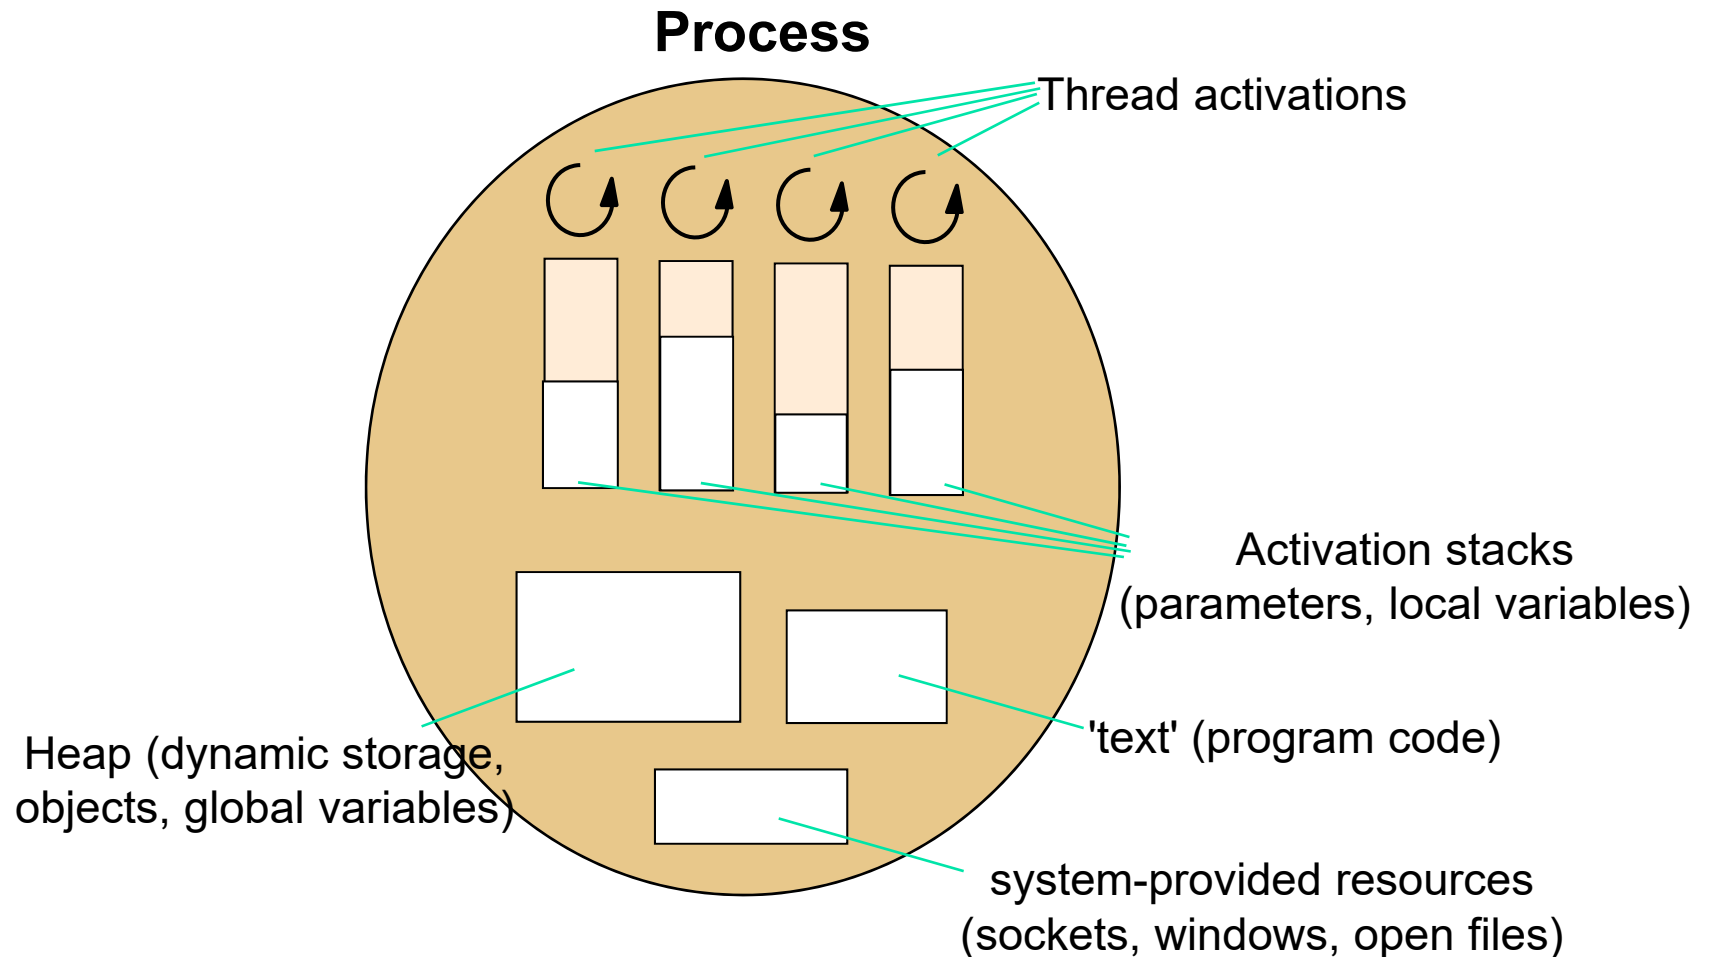 Process
Thread activations
Activation stacks
(parameters, local variables)
'text' (program code)
Heap (dynamic storage,
objects, global variables)
system-provided resources
(sockets, windows, open files)